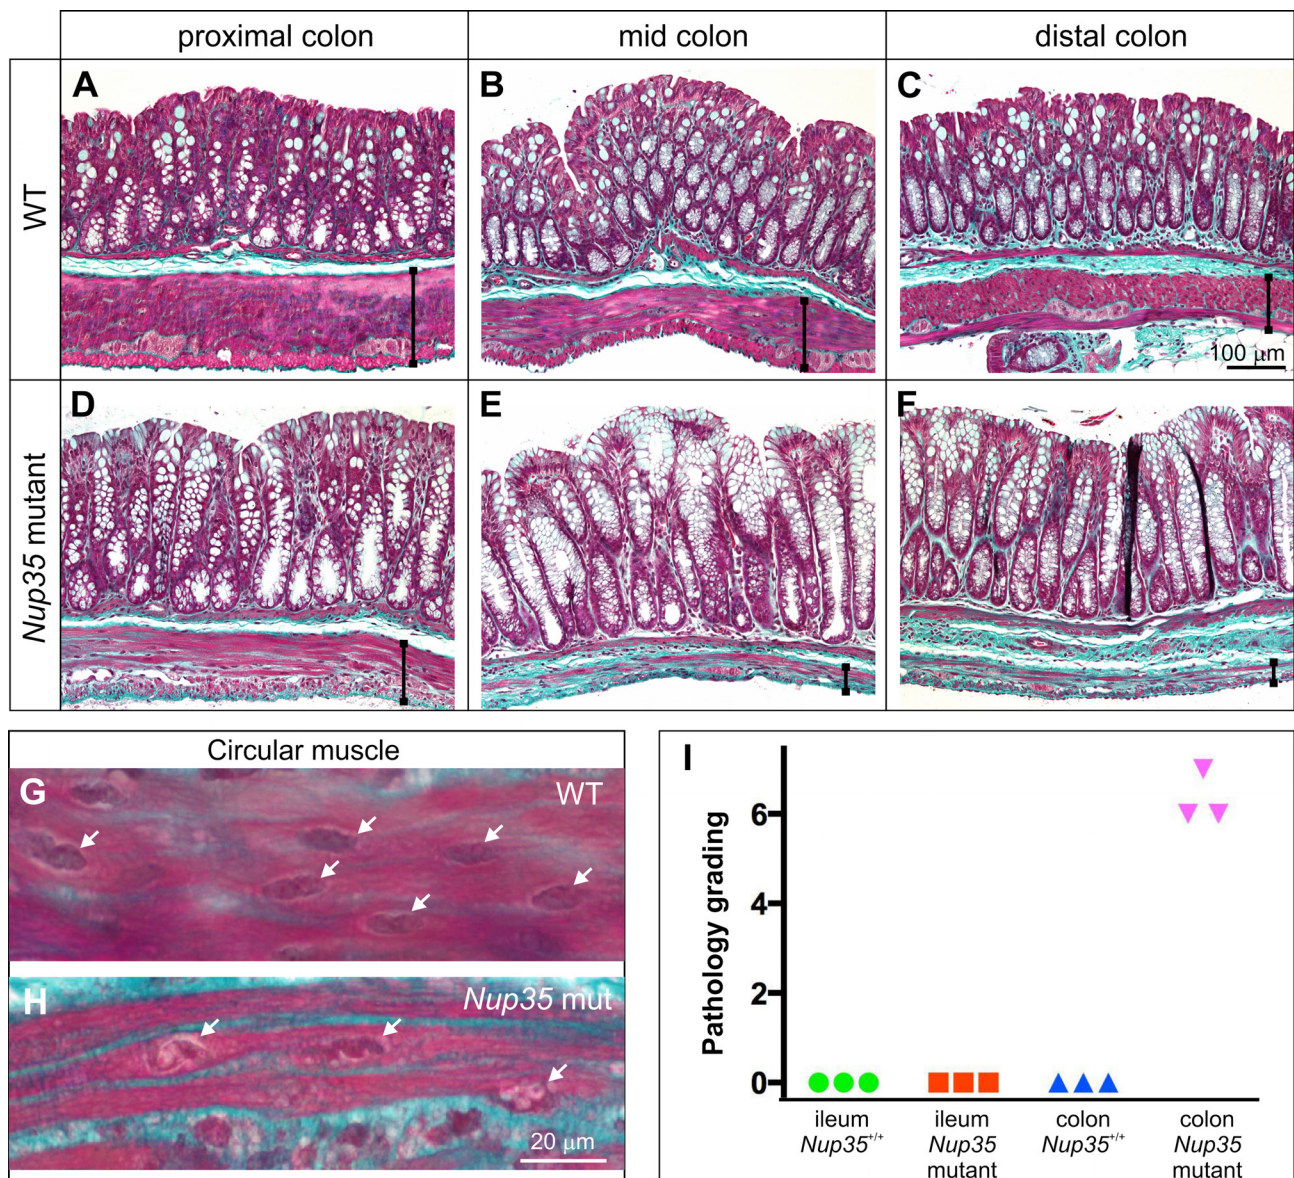 proximal colon
mid colon
distal colon
WT
A
B
C
100 μm
Nup35 mutant
D
E
F
Circular muscle
G
WT
H
Nup35 mut
20 μm
I
Pathology grading
6
4
2
0
ileum
Nup35+/+
ileum
Nup35
mutant
colon
Nup35+/+
colon
Nup35
mutant